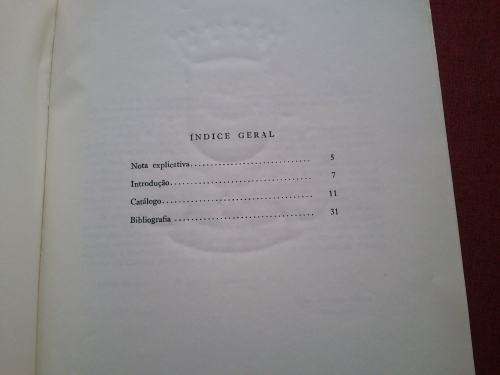 ÍNDICE GERAL
Nota explicativa.............................. 5
Introdução.................................... 7
Catálogo...................................... 11
Bibliografia .................................. 31